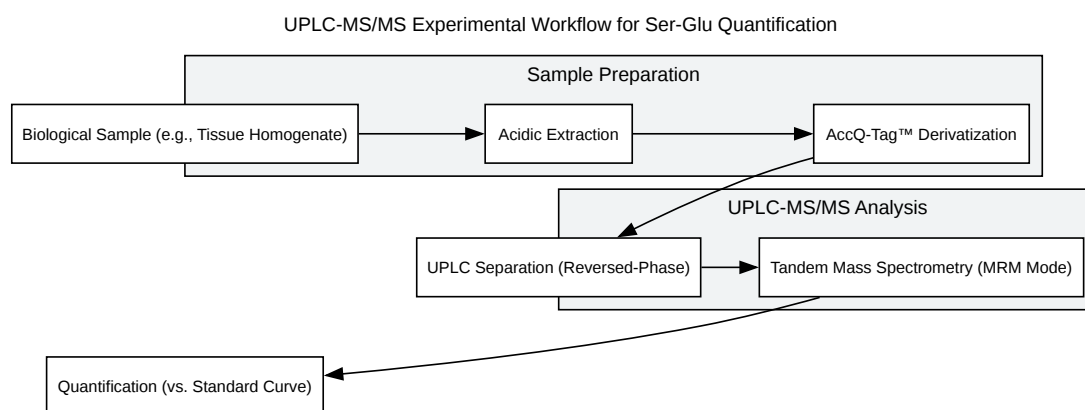 UPLC-MS/MS Experimental Workflow for Ser-Glu Quantification
Sample Preparation
Biological Sample (e.g., Tissue Homogenate)
Acidic Extraction
AccQ-Tag™ Derivatization
UPLC-MS/MS Analysis
UPLC Separation (Reversed-Phase)
Tandem Mass Spectrometry (MRM Mode)
Quantification (vs. Standard Curve)